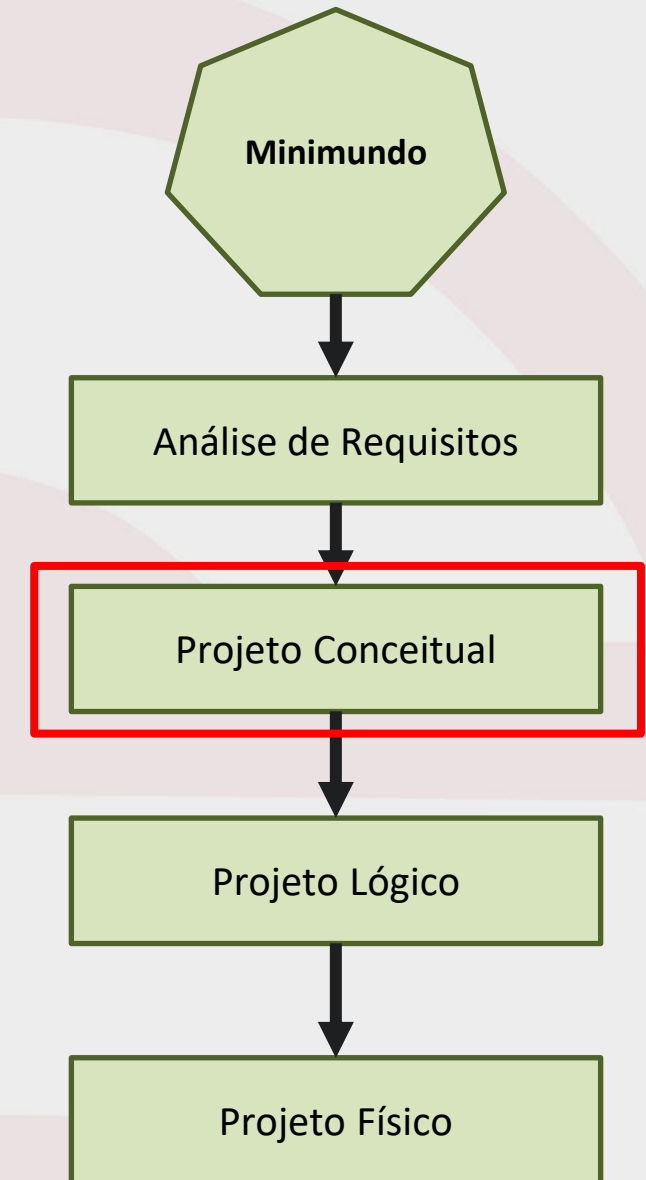 Minimundo
Análise de Requisitos
Projeto Conceitual
Projeto Lógico
Projeto Físico